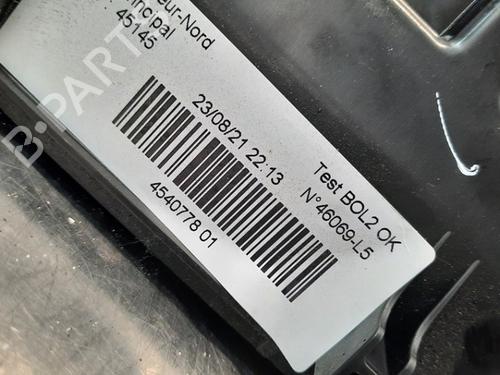 eur-Nord
ncipal
45145
23/08/21 22:13
4540778 01
Test BOL2 OK
N°46069-L5
B-PARTS